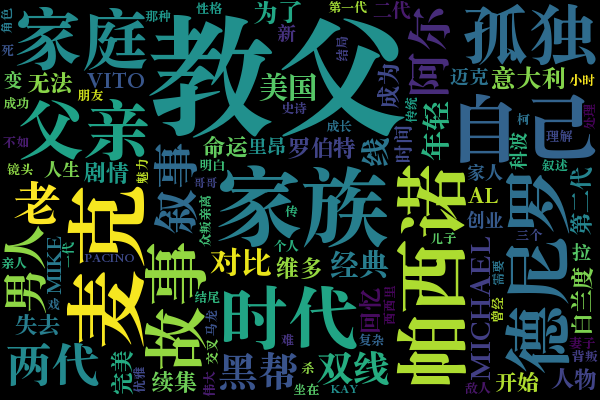 角色
家庭
那种
性格
为了
第一代
二代
孤独
死
教父
新
结局
阿尔
变
无法
VITO
美国
成为
迈克
意大利
小时
成功
朋友
史诗
传统
自己
处理
父亲
命运
里昂
成长
罗伯特
线
时间
年轻
科波
理解
不如
镜头
人生
剧情
魅力
叙事
明白
家族
帕西诺
家人
叙述
AL
德尼罗
第二代
老
麦克
众叛亲离
传
创业
个人
儿子
三个
男人
亲人
MIKE
一代
PACINO
故事
对比
维多
经典
MICHAEL
需要
拉
白兰度
曾经
结尾
时代
回忆
西西里
失去
马龙
交叉
难
复杂
妻子
背叛
两代
完美
优雅
续集
伟大
黑帮
杀
坐在
双线
KAY
敌人
开始
人物